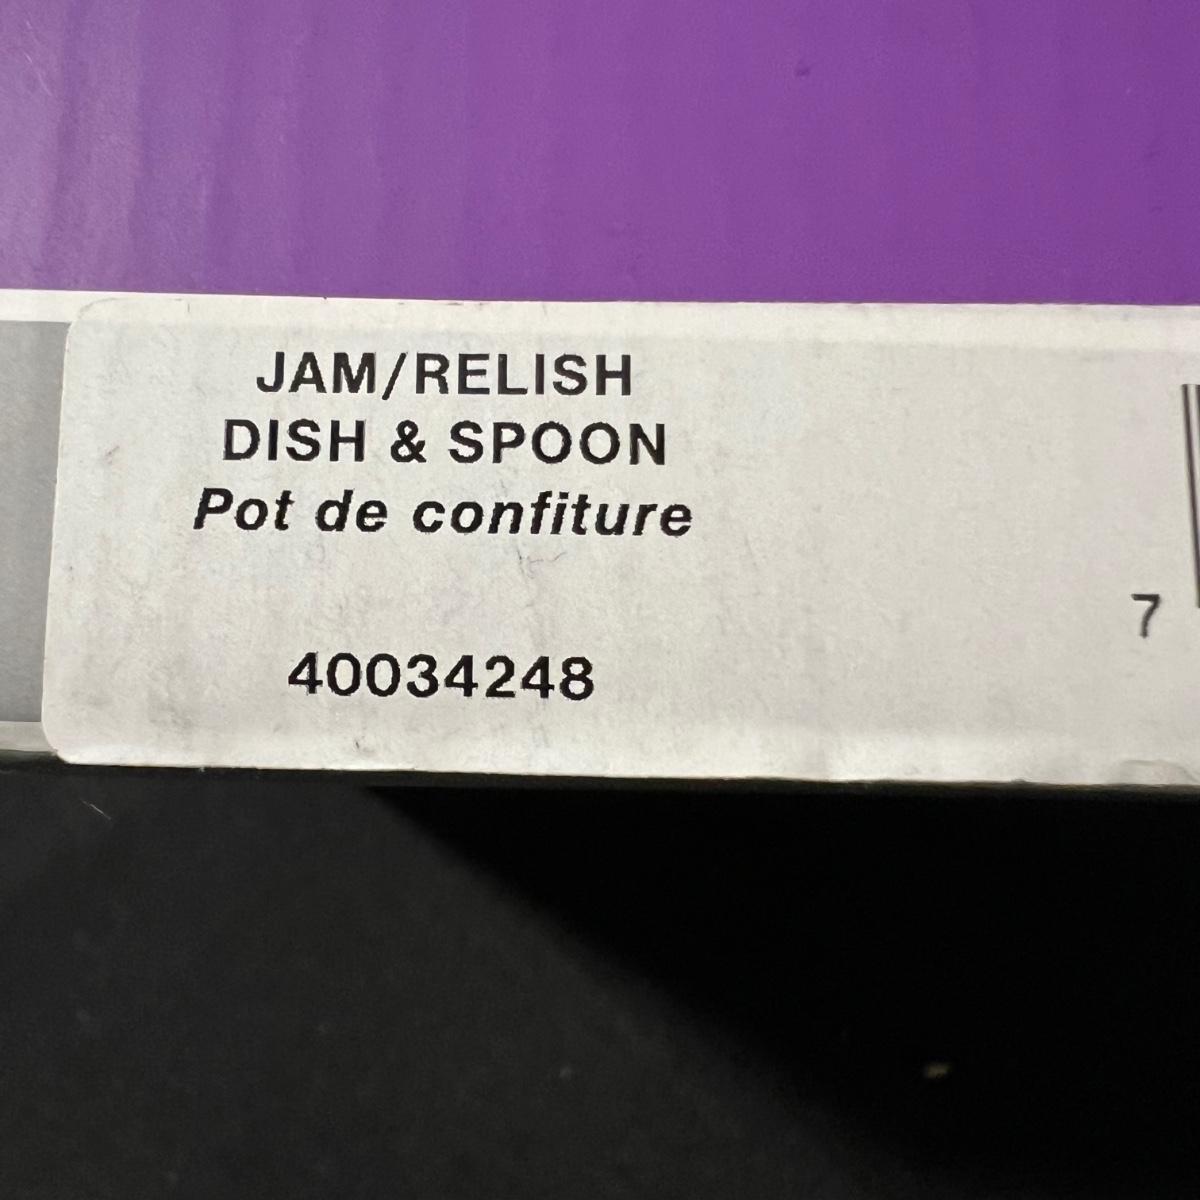 JAM/RELISH
DISH & SPOON
Pot de confiture
7
40034248